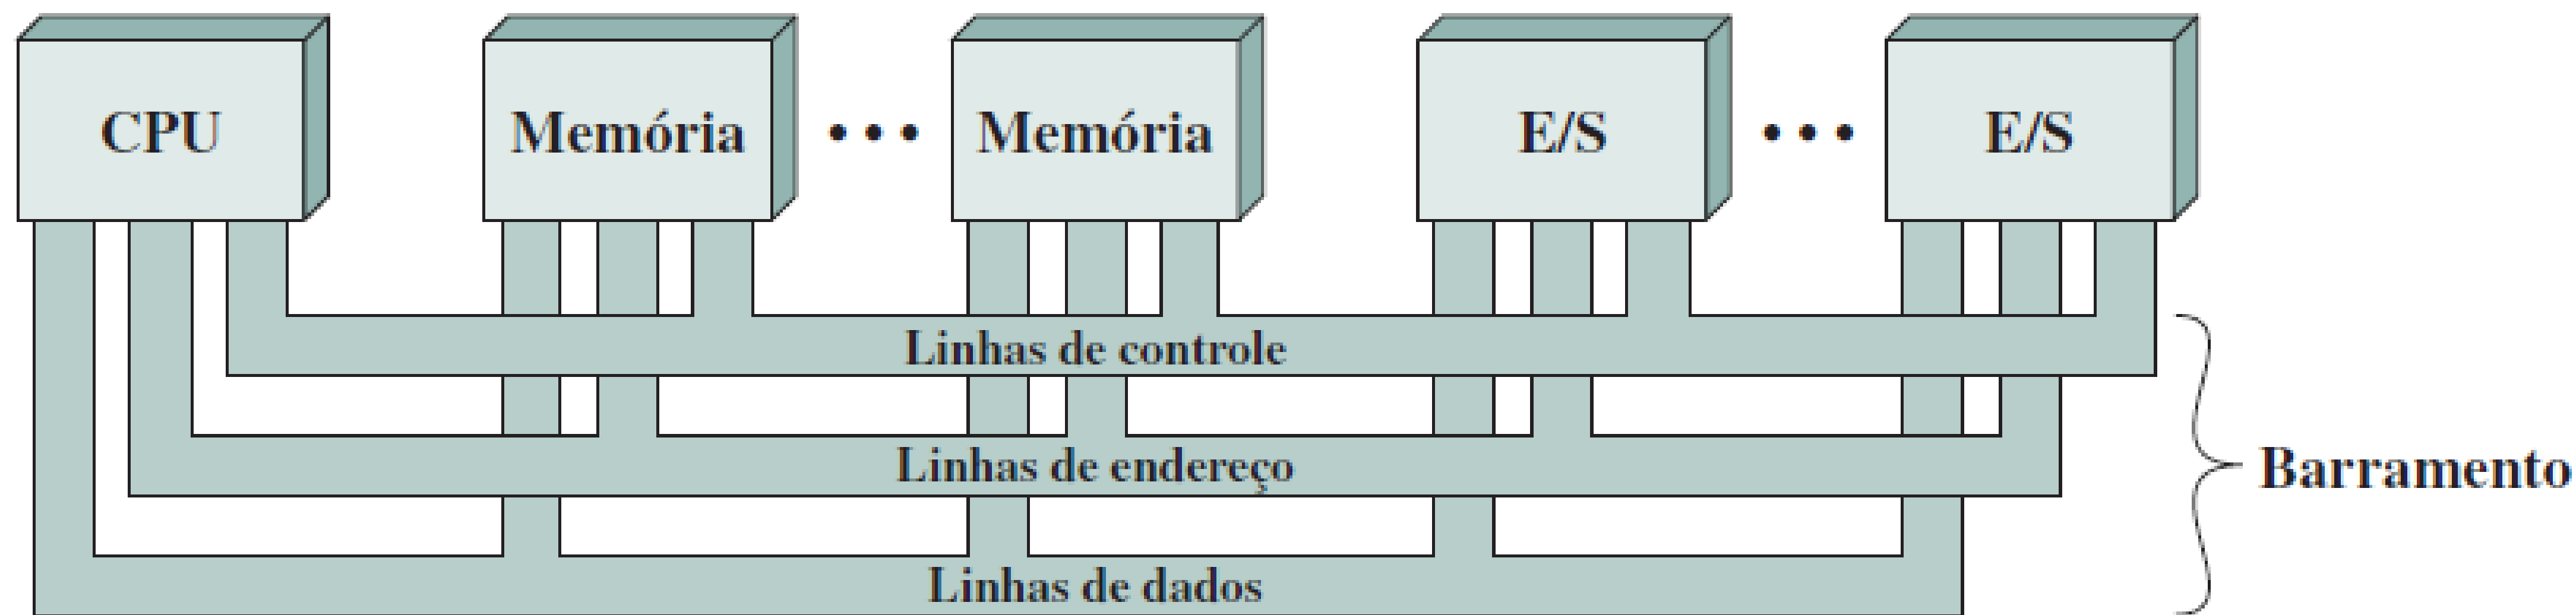 CPU
Memória
• • •
Memória
E/S
• • •
E/S
Linhas de controle
Linhas de endereço
Barramento
Linhas de dados